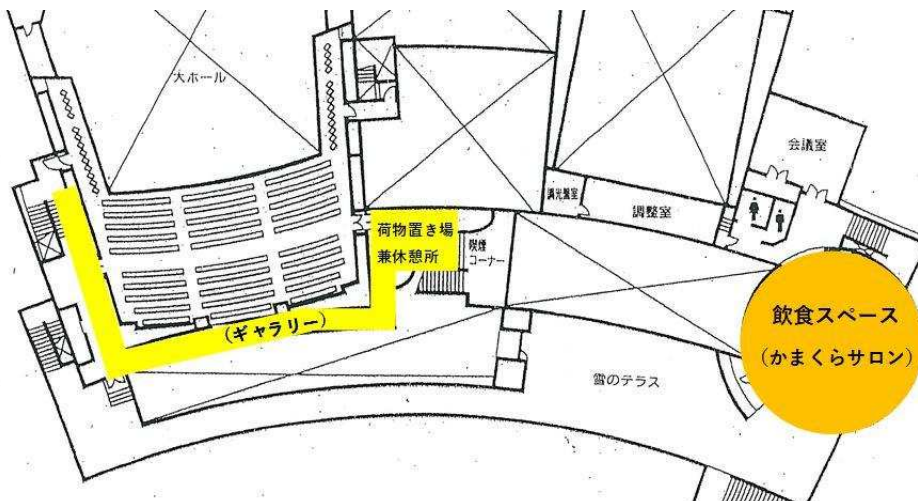 大ホール
会議室
荷物置き場
兼休憩所
喫煙
コーナー
調光盤室
調整室
(ギャラリー)
飲食スペース
(かまくらサロン)
雪のテラス